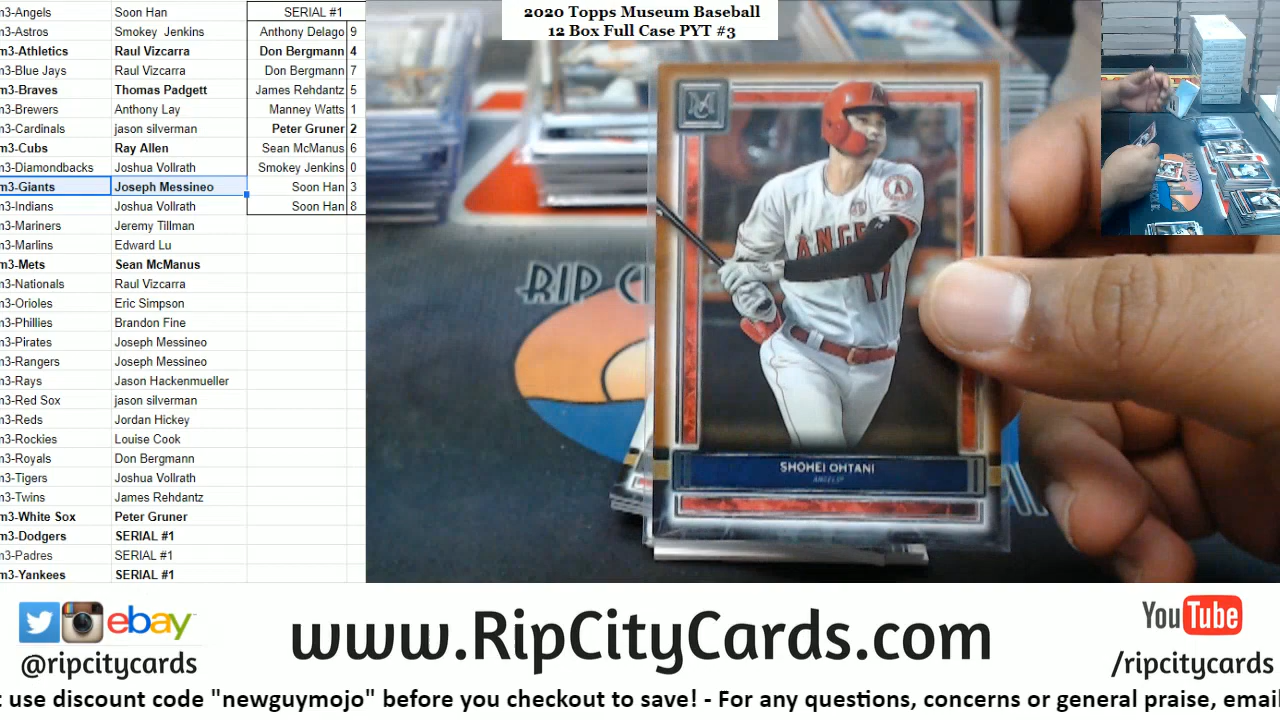 m3-Angels Soon Han
m3-Astros Smokey Jenkins
m3-Athletics Raul Vizcarra
m3-Blue Jays Raul Vizcarra
m3-Braves Thomas Padgett
m3-Brewers Anthony Lay
m3-Cardinals jason silverman
m3-Cubs Ray Allen
m3-Diamondbacks Joshua Vollrath
m3-Giants Joseph Messineo
m3-Indians Joshua Vollrath
m3-Mariners Jeremy Tillman
m3-Marlins Edward Lu
m3-Mets Sean McManus
m3-Nationals Raul Vizcarra
m3-Orioles Eric Simpson
m3-Phillies Brandon Fine
m3-Pirates Joseph Messineo
m3-Rangers Joseph Messineo
m3-Rays Jason Hackenmueller
m3-Red Sox jason silverman
m3-Reds Jordan Hickey
m3-Rockies Louise Cook
m3-Royals Don Bergmann
m3-Tigers Joshua Vollrath
m3-Twins James Rehdantz
m3-White Sox Peter Gruner
m3-Dodgers SERIAL #1
m3-Padres SERIAL #1
m3-Yankees SERIAL #1
SERIAL #1
Anthony Delago 9
Don Bergmann 4
Don Bergmann 7
James Rehdantz 5
Manney Watts 1
Peter Gruner 2
Sean McManus 6
Smokey Jenkins 0
Soon Han 3
Soon Han 8
2020 Topps Museum Baseball
12 Box Full Case PYT #3
RIP C
ANGE
17
SHOHEI OHTANI
ANGELS®
ebay™
@ripcitycards
www.RipCityCards.com
YouTube
/ripcitycards
t use discount code "newguymojo" before you checkout to save! - For any questions, concerns or general praise, email